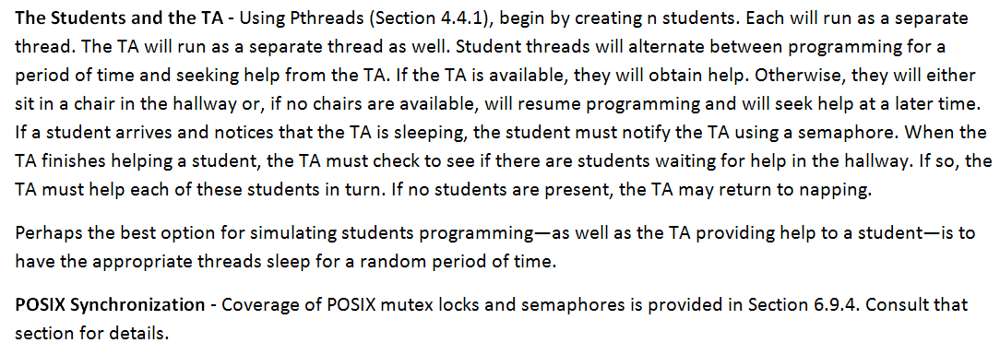 The Students and the TA - Using Pthreads (Section 4.4.1), begin by creating n students. Each will run as a separate
thread. The TA will run as a separate thread as well. Student threads will alternate between programming for a
period of time and seeking help from the TA. If the TA is available, they will obtain help. Otherwise, they will either
sit in a chair in the hallway or, if no chairs are available, will resume programming and will seek help at a later time.
If a student arrives and notices that the TA is sleeping, the student must notify the TA using a semaphore. When the
TA finishes helping a student, the TA must check to see if there are students waiting for help in the hallway. If so, the
TA must help each of these students in turn. If no students are present, the TA may return to napping.
Perhaps the best option for simulating students programming—as well as the TA providing help to a student—is to
have the appropriate threads sleep for a random period of time.
POSIX Synchronization - Coverage of POSIX mutex locks and semaphores is provided in Section 6.9.4. Consult that
section for details.